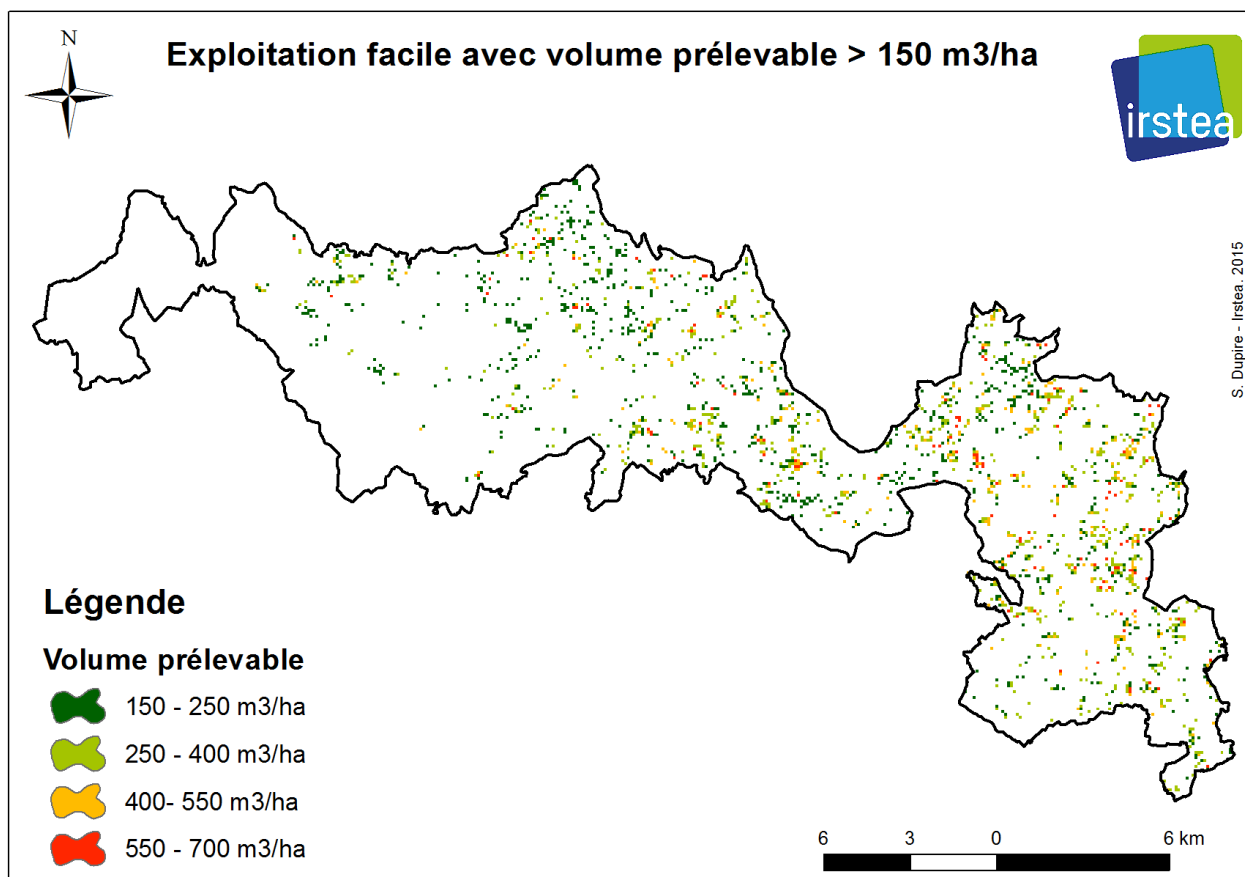 N
Exploitation facile avec volume prélevable > 150 m3/ha
irstea
S. Dupire - Irstea, 2015
Légende
Volume prélevable
150 - 250 m3/ha
250 - 400 m3/ha
400- 550 m3/ha
550 - 700 m3/ha
6 3 0 6 km